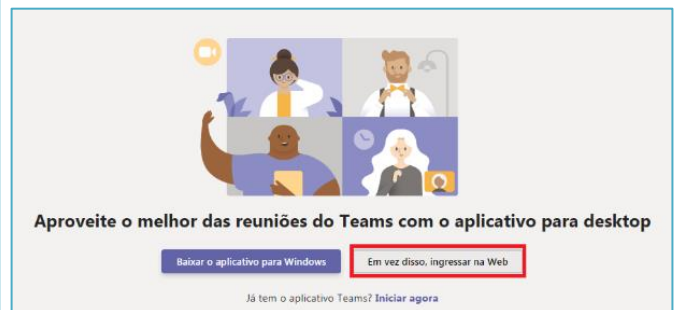 Aproveite o melhor das reuniões do Teams com o aplicativo para desktop
Baixar o aplicativo para Windows
Em vez disso, ingressar na Web
Já tem o aplicativo Teams? Iniciar agora